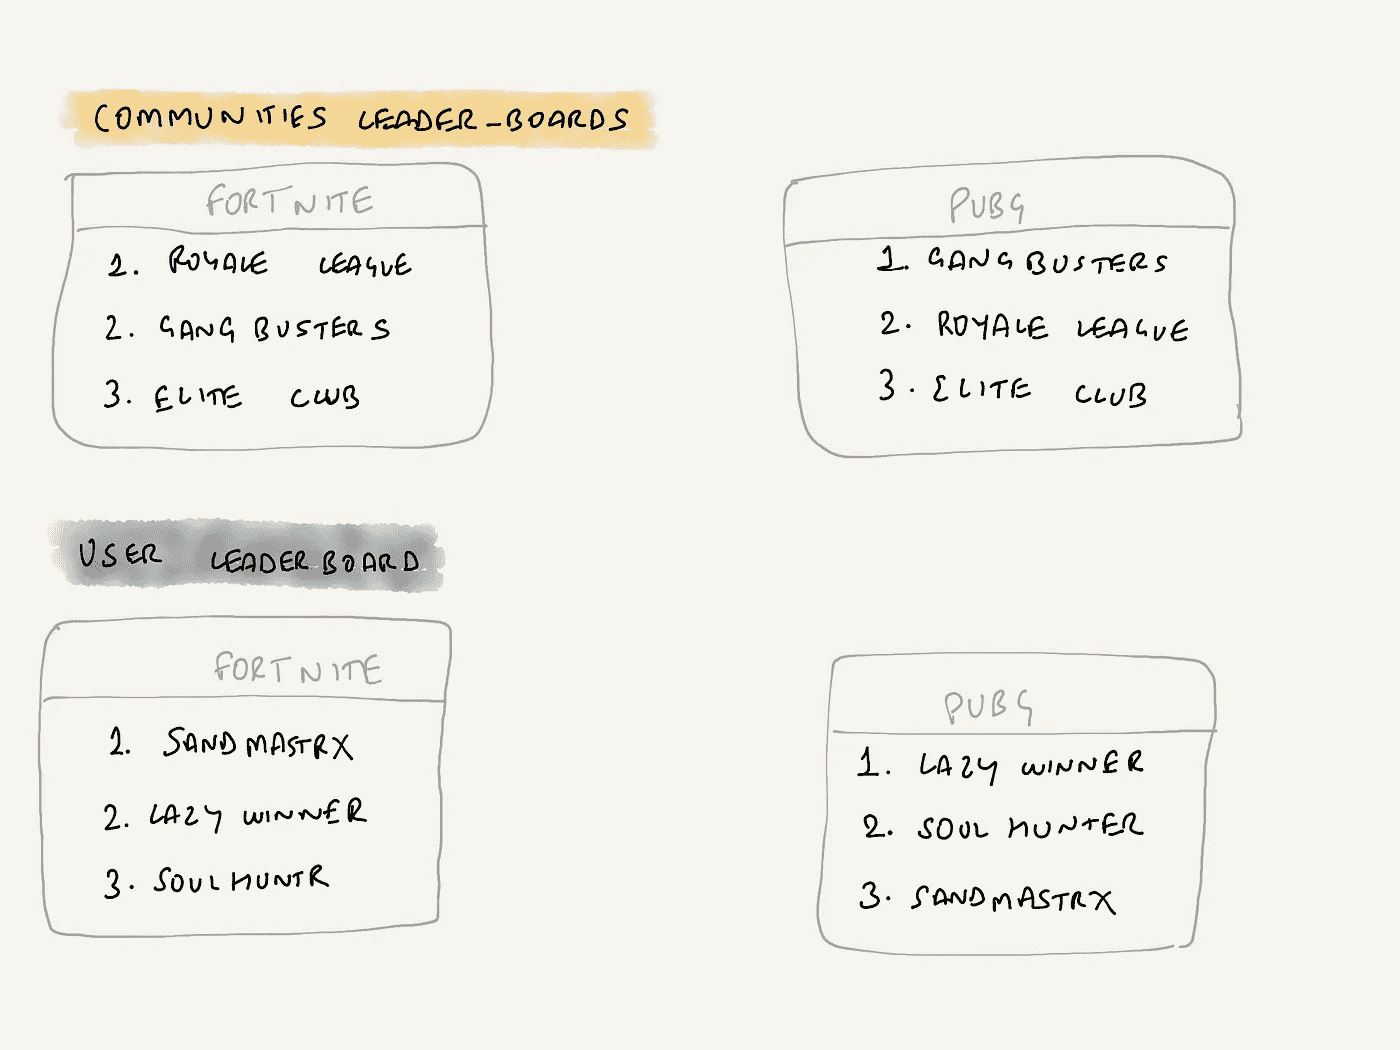 COMMUNITIES LEADER-BOARDS
FORTNITE
1. ROYALE LEAGUE
2. GANG BUSTERS
3. ELITE CLUB
PUBG
1. GANG BUSTERS
2. ROYALE LEAGUE
3. ELITE CLUB
USER LEADER BOARD
FORTNITE
1. SANDMASTRX
2. LAZY WINNER
3. SOULHUNTR
PUBG
1. LAZY WINNER
2. SOUL HUNTER
3. SANDMASTRX